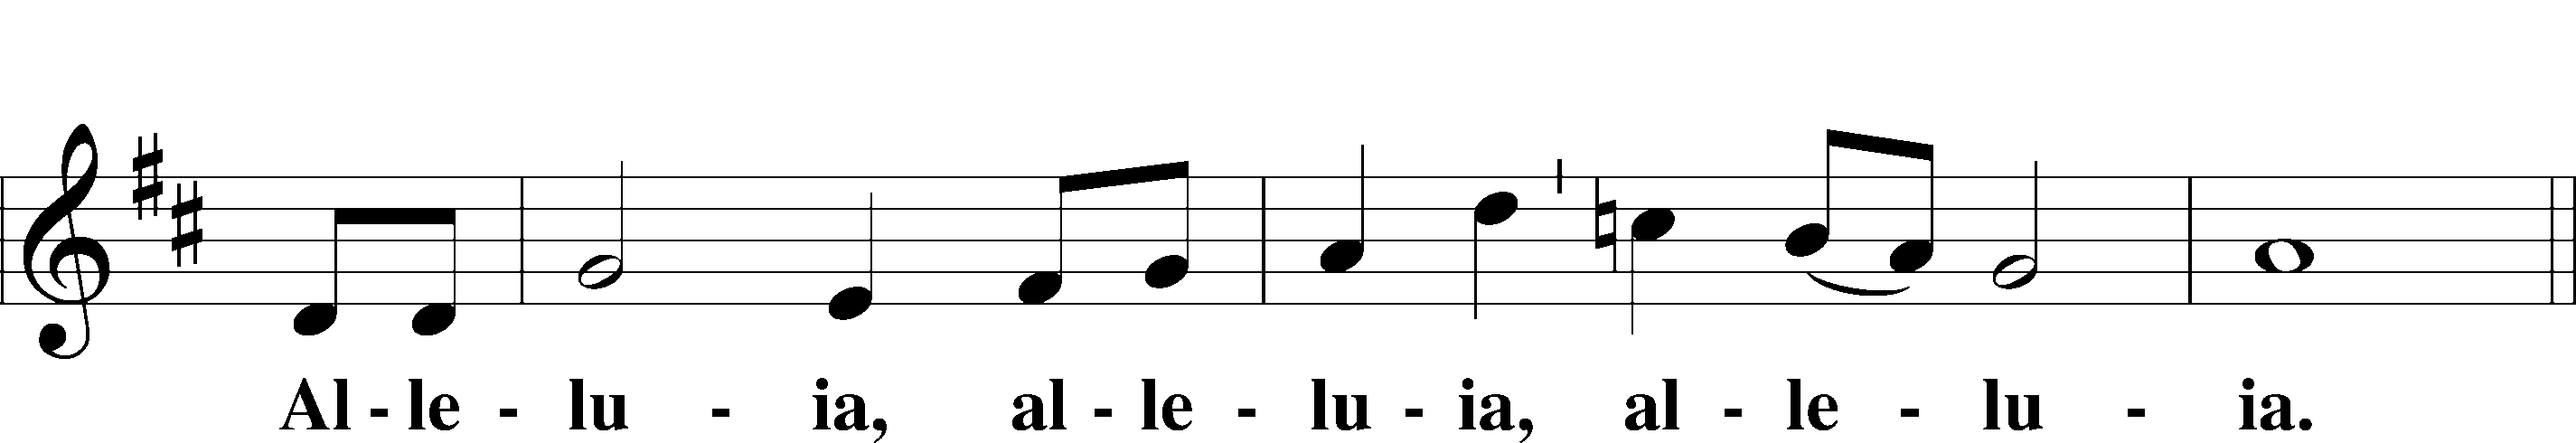 Al - le - lu - ia, al - le - lu - ia, al - le - lu - ia.